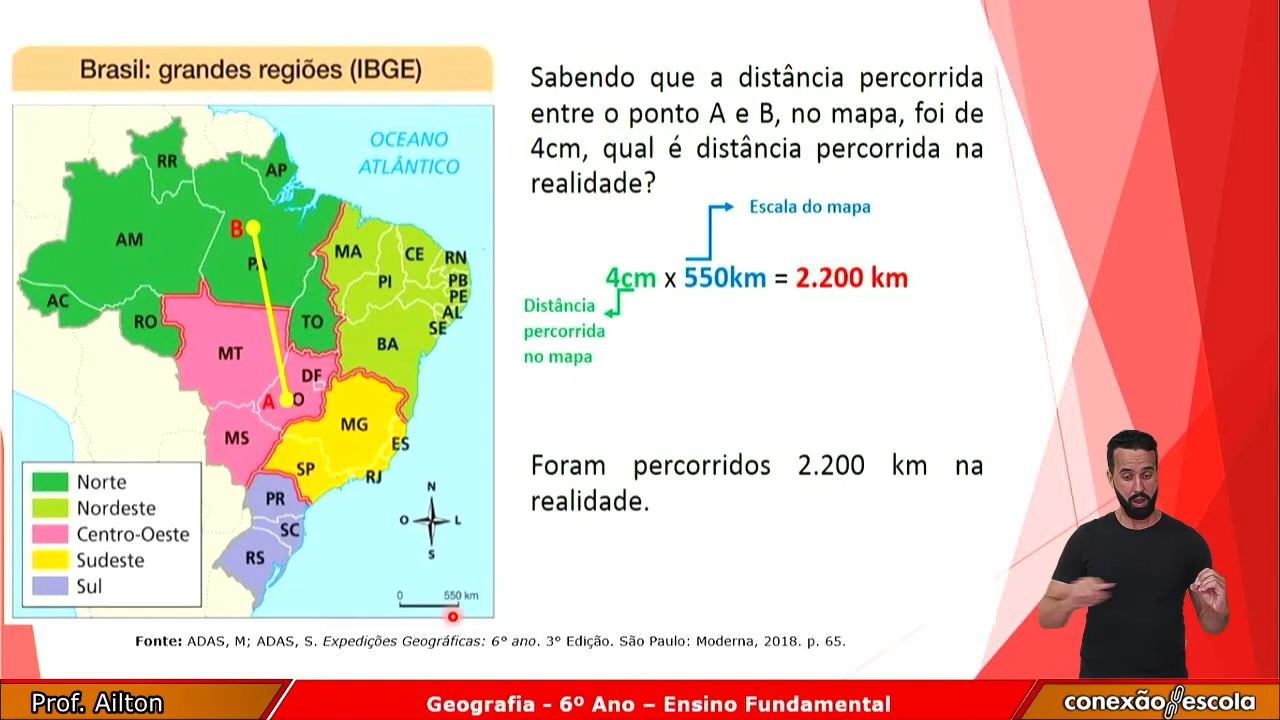 Brasil: grandes regiões (IBGE)
OCEANO
ATLÂNTICO
RR
AP
B
AM
PA
MA
CE
RN
PI
PB
PE
AL
SE
AC
RO
TO
BA
MT
DF
A
O
MG
MS
ES
SP
RJ
PR
SC
RS
Norte
Nordeste
Centro-Oeste
Sudeste
Sul
N
O
L
S
0
550 km
Sabendo que a distância percorrida
entre o ponto A e B, no mapa, foi de
4cm, qual é distância percorrida na
realidade?
Escala do mapa
4cm x 550km = 2.200 km
Distância
percorrida
no mapa
Foram percorridos 2.200 km na
realidade.
Fonte: ADAS, M; ADAS, S. Expedições Geográficas: 6° ano. 3° Edição. São Paulo: Moderna, 2018. p. 65.
Prof. Ailton
Geografia - 6º Ano – Ensino Fundamental
conexão escola